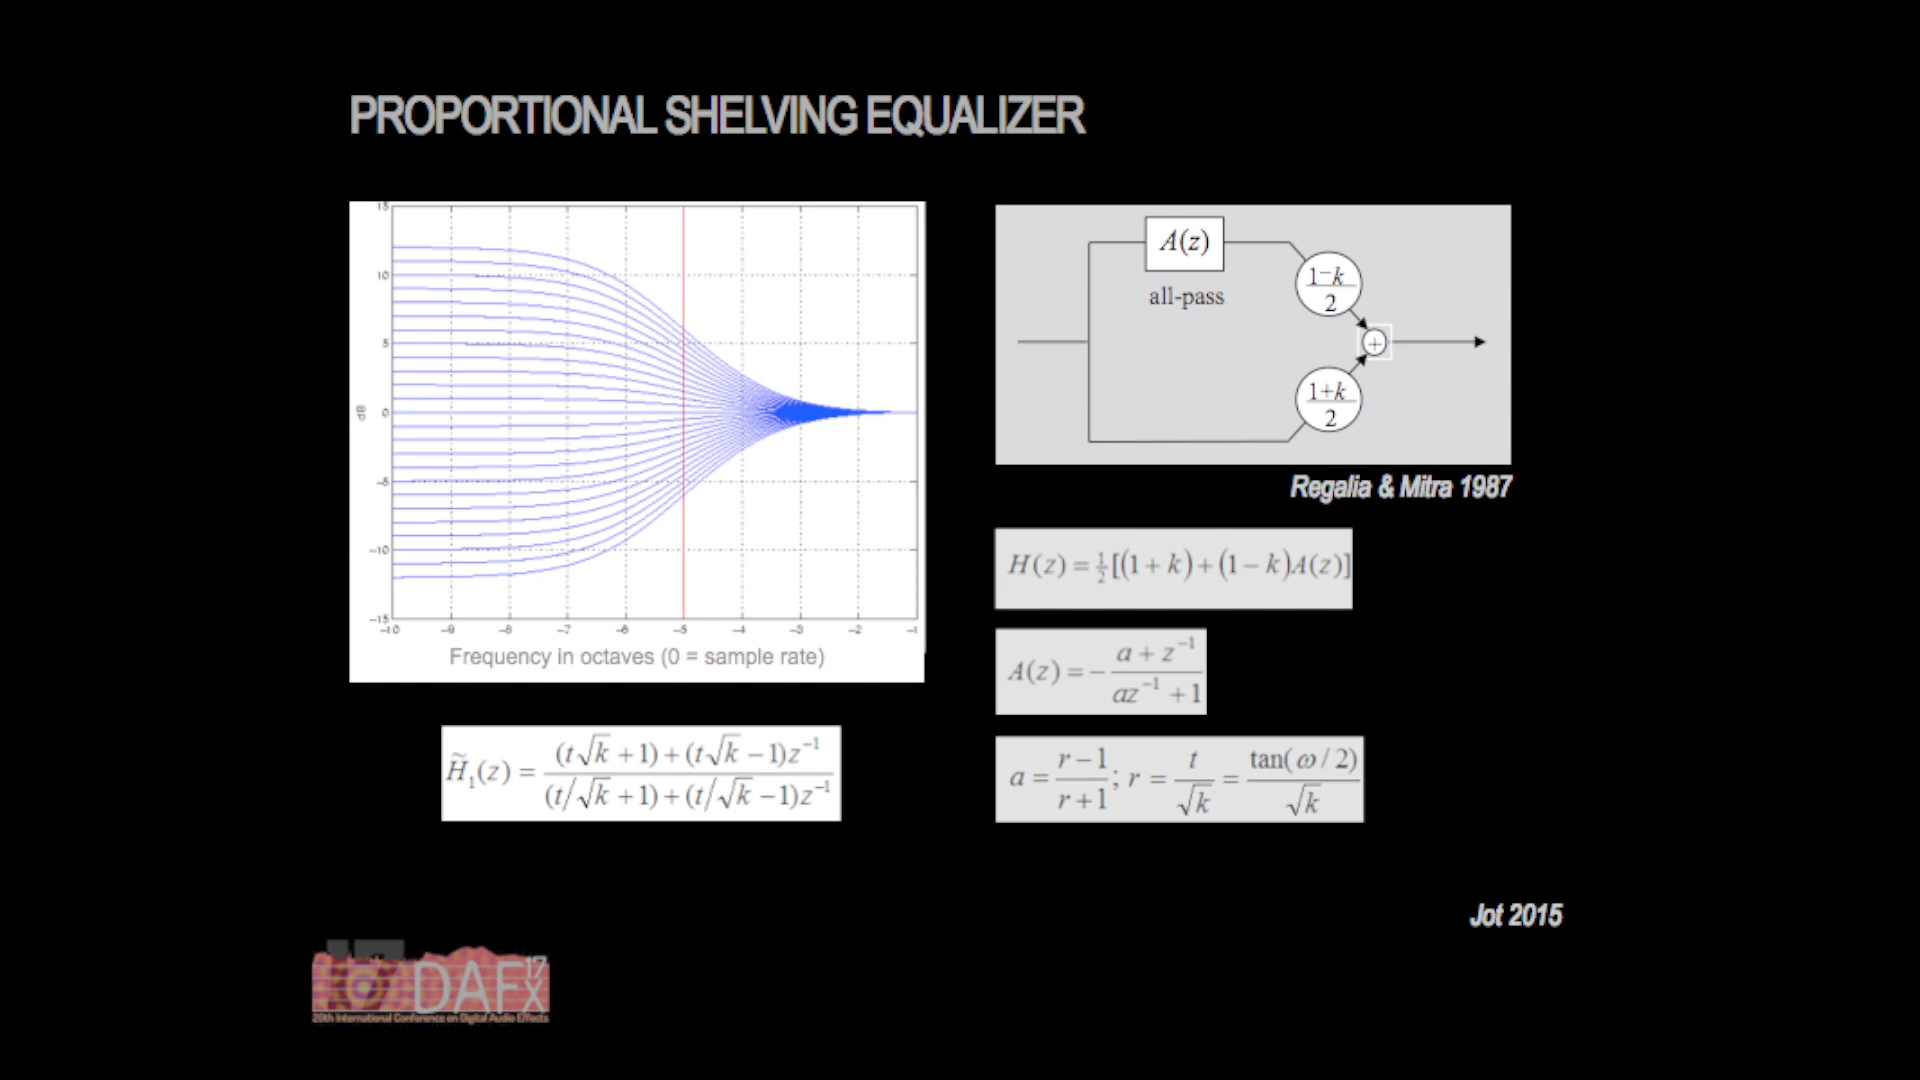 PROPORTIONAL SHELVING EQUALIZER
15
10
5
0
-5
-10
-15
dB
-10 -9 -8 -7 -6 -5 -4 -3 -2 -1
Frequency in octaves (0 = sample rate)
H̃₁(z) = ((t√k + 1) + (t√k − 1)z⁻¹) / ((t/√k + 1) + (t/√k − 1)z⁻¹)
A(z)
all-pass
1−k
2
+
1+k
2
Regalia & Mitra 1987
H(z) = ½[(1 + k) + (1 − k)A(z)]
A(z) = − (a + z⁻¹) / (az⁻¹ + 1)
a = (r − 1) / (r + 1); r = t / √k = tan(ω / 2) / √k
Jot 2015
DAFX 17
20th International Conference on Digital Audio Effects